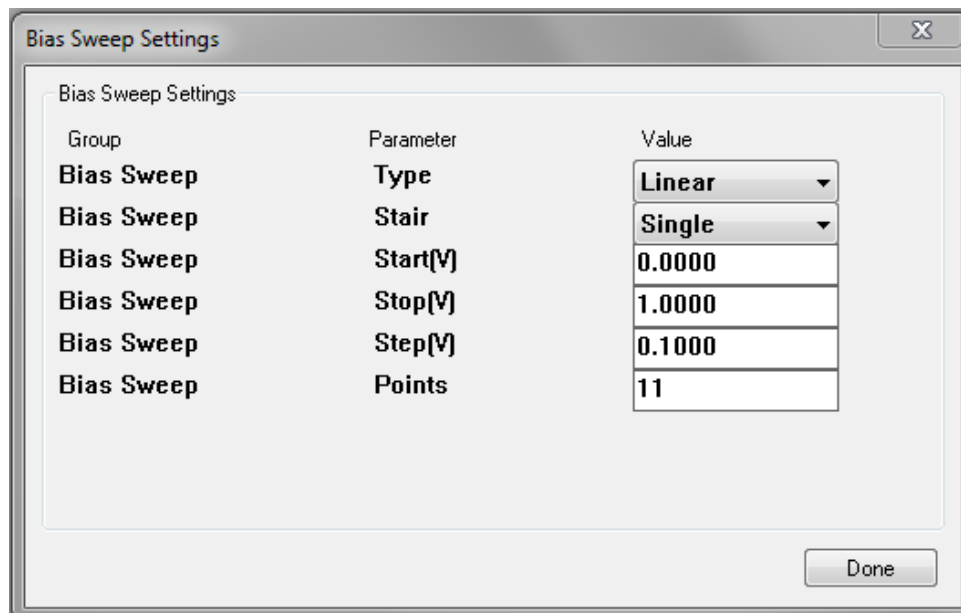 Bias Sweep Settings
Bias Sweep Settings
Group Parameter Value
Bias Sweep Type Linear
Bias Sweep Stair Single
Bias Sweep Start(V) 0.0000
Bias Sweep Stop(V) 1.0000
Bias Sweep Step(V) 0.1000
Bias Sweep Points 11
Done